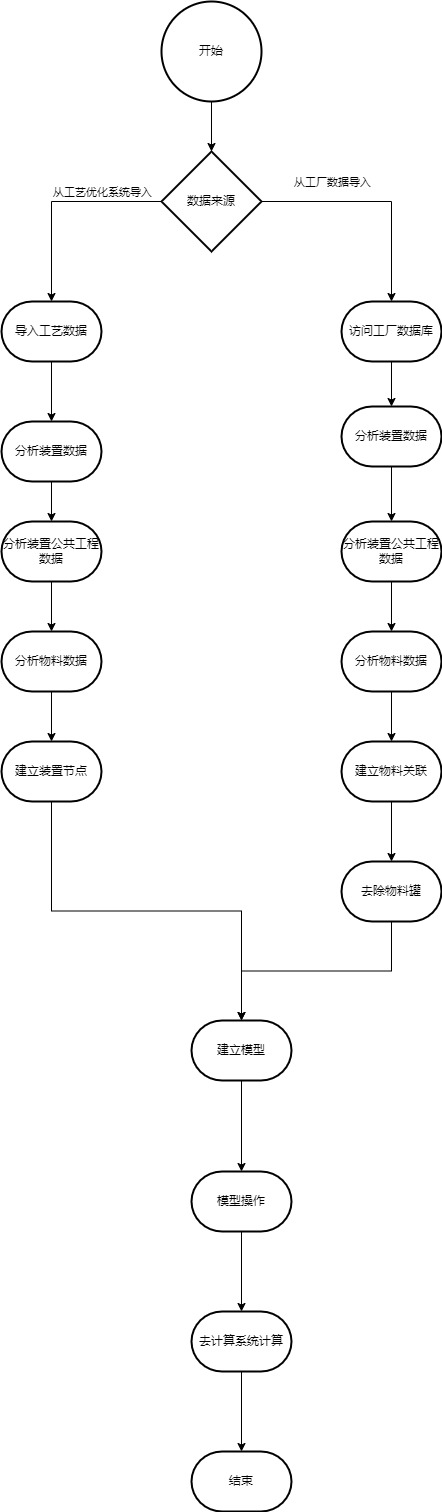 开始
数据来源
从工艺优化系统导入
从工厂数据导入
导入工艺数据
访问工厂数据库
分析装置数据
分析装置数据
分析装置公共工程
数据
分析装置公共工程
数据
分析物料数据
分析物料数据
建立装置节点
建立物料关联
去除物料罐
建立模型
模型操作
去计算系统计算
结束